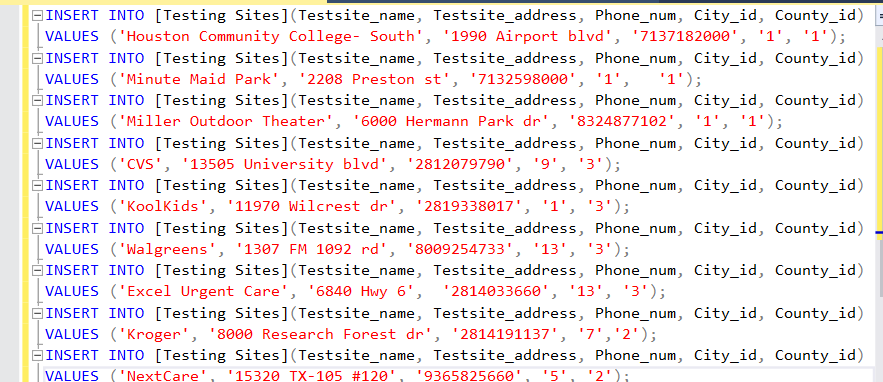 INSERT INTO [Testing Sites](Testsite_name, Testsite_address, Phone_num, City_id, County_id)
VALUES ('Houston Community College- South', '1990 Airport blvd', '7137182000', '1', '1');
INSERT INTO [Testing Sites](Testsite_name, Testsite_address, Phone_num, City_id, County_id)
VALUES ('Minute Maid Park', '2208 Preston st', '7132598000', '1',   '1');
INSERT INTO [Testing Sites](Testsite_name, Testsite_address, Phone_num, City_id, County_id)
VALUES ('Miller Outdoor Theater', '6000 Hermann Park dr', '8324877102', '1', '1');
INSERT INTO [Testing Sites](Testsite_name, Testsite_address, Phone_num, City_id, County_id)
VALUES ('CVS', '13505 University blvd', '2812079790', '9', '3');
INSERT INTO [Testing Sites](Testsite_name, Testsite_address, Phone_num, City_id, County_id)
VALUES ('KoolKids', '11970 Wilcrest dr', '2819338017', '1', '3');
INSERT INTO [Testing Sites](Testsite_name, Testsite_address, Phone_num, City_id, County_id)
VALUES ('Walgreens', '1307 FM 1092 rd', '8009254733', '13', '3');
INSERT INTO [Testing Sites](Testsite_name, Testsite_address, Phone_num, City_id, County_id)
VALUES ('Excel Urgent Care', '6840 Hwy 6',  '2814033660', '13', '3');
INSERT INTO [Testing Sites](Testsite_name, Testsite_address, Phone_num, City_id, County_id)
VALUES ('Kroger', '8000 Research Forest dr', '2814191137', '7','2');
INSERT INTO [Testing Sites](Testsite_name, Testsite_address, Phone_num, City_id, County_id)
VALUES ('NextCare', '15320 TX-105 #120', '9365825660', '5', '2');